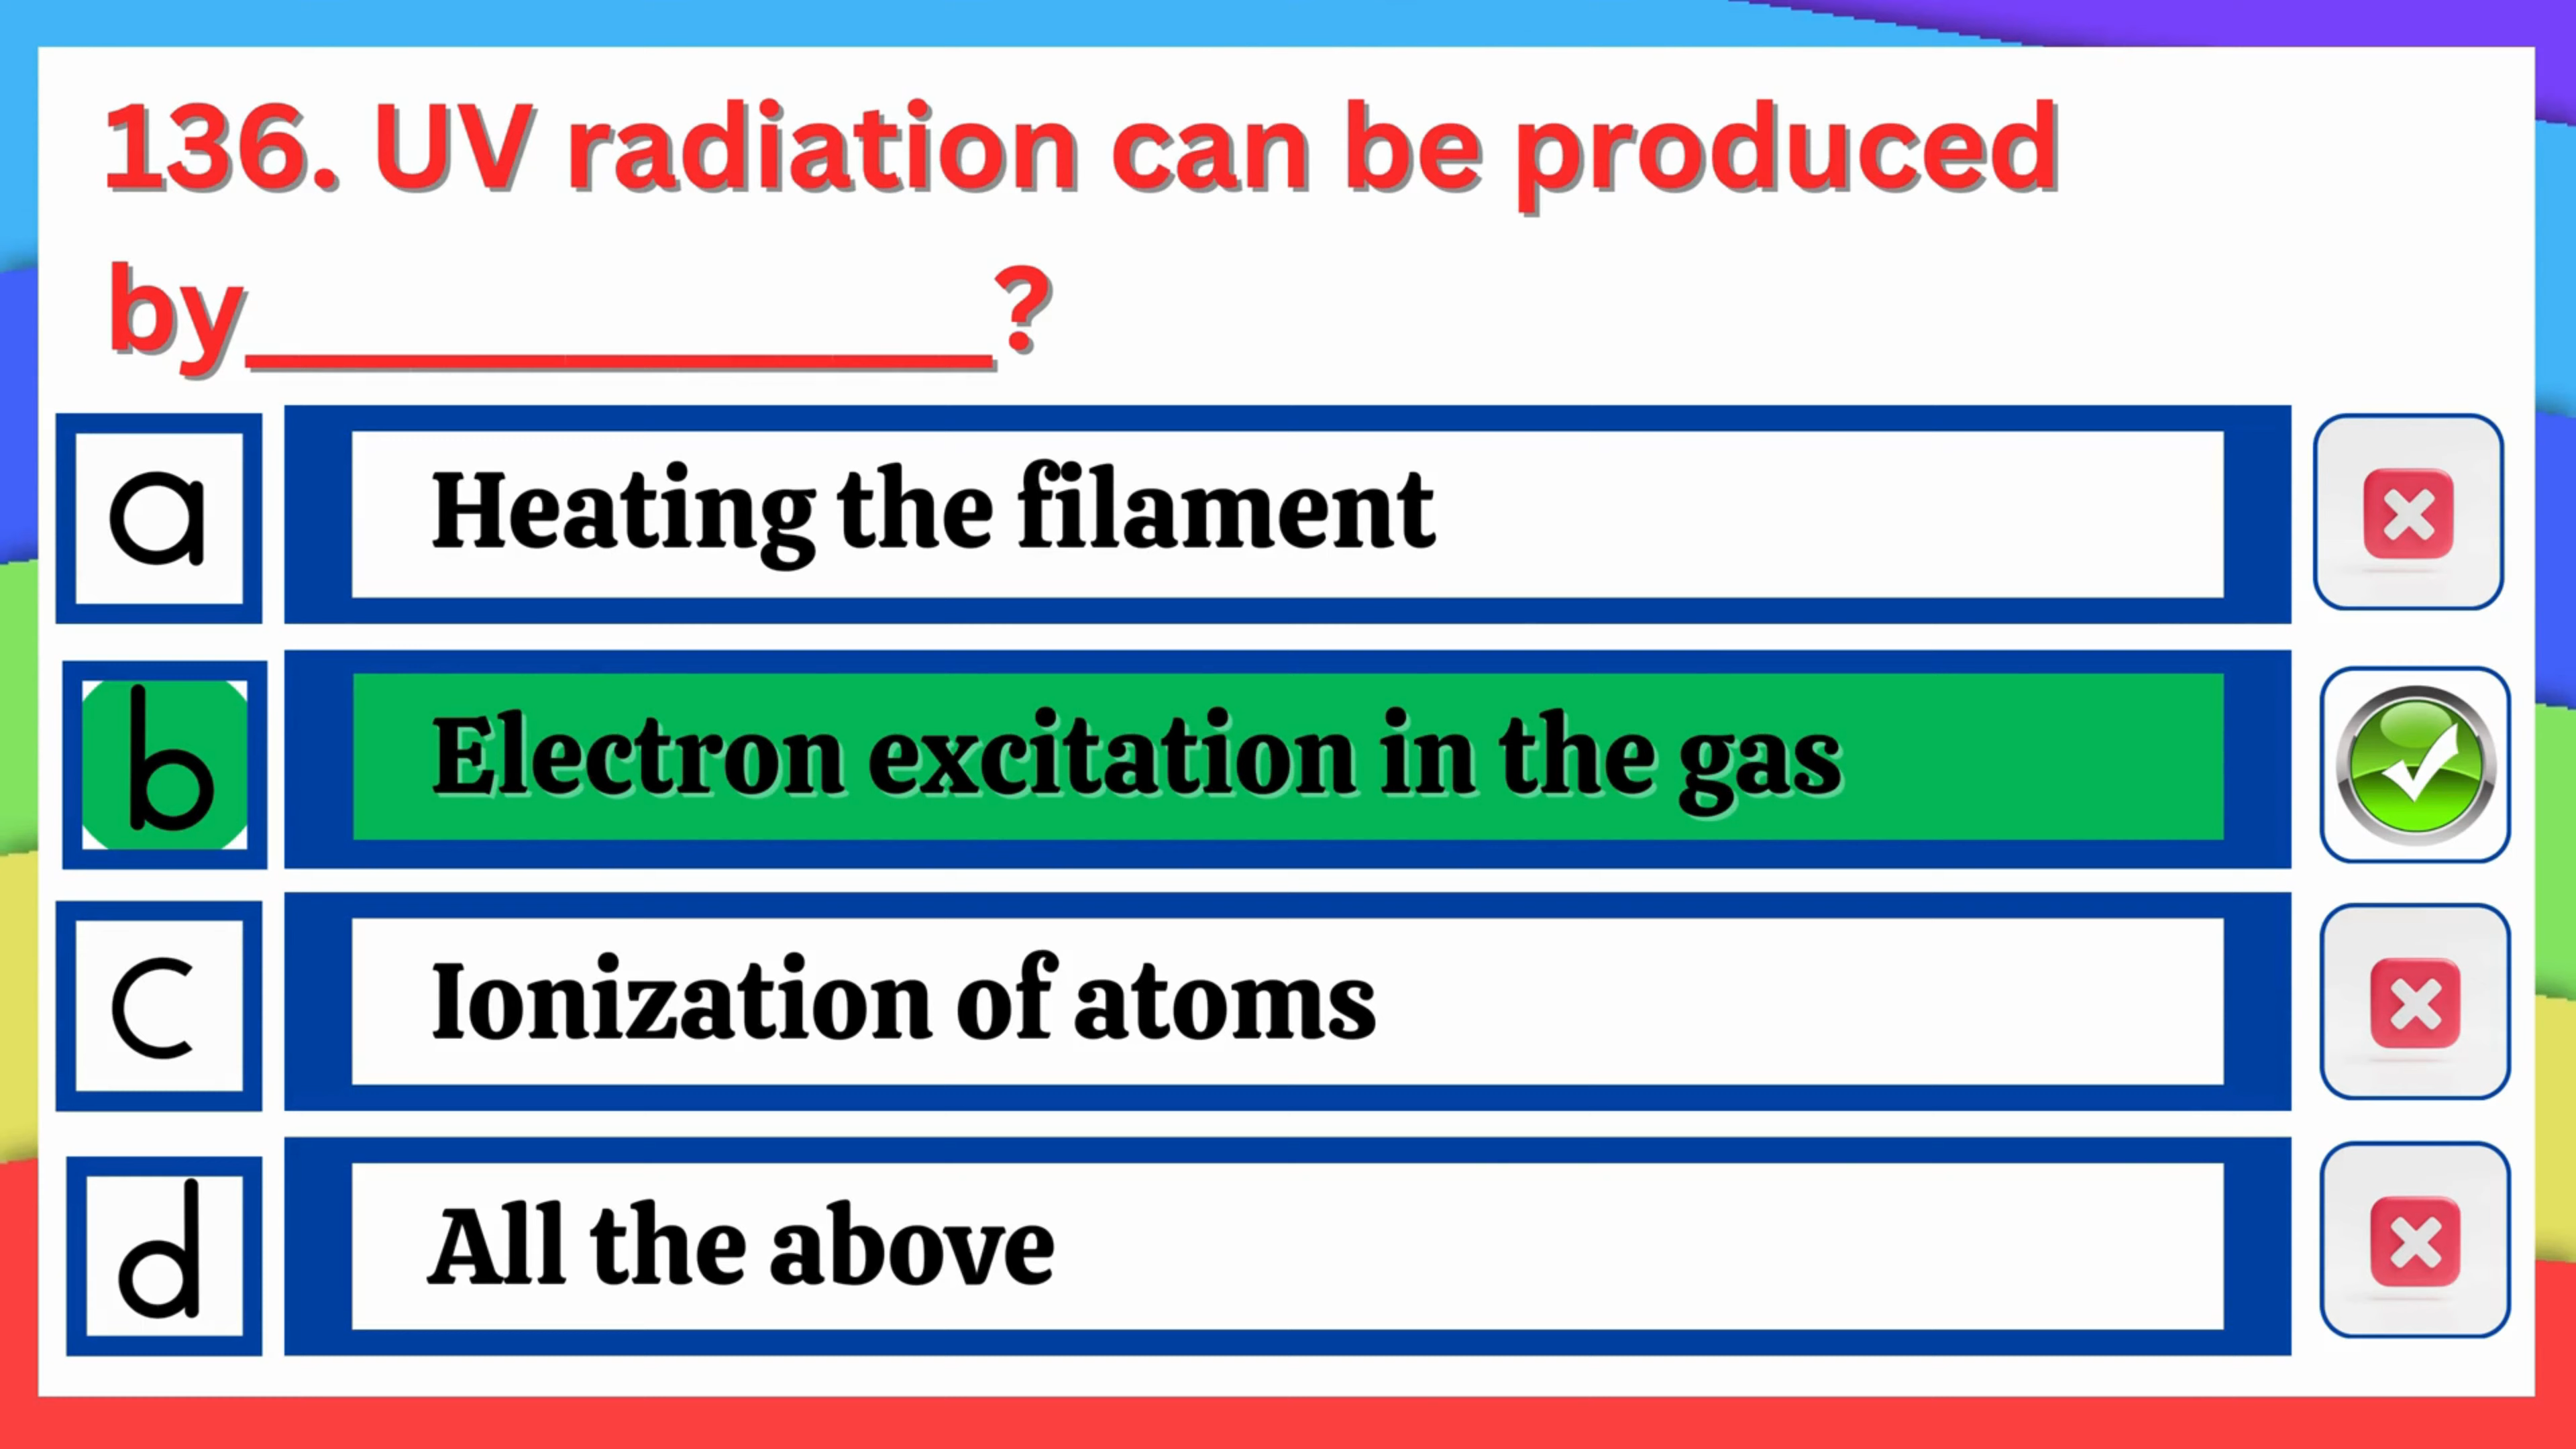 136. UV radiation can be produced
by______________?
a Heating the filament
b Electron excitation in the gas
c Ionization of atoms
d All the above